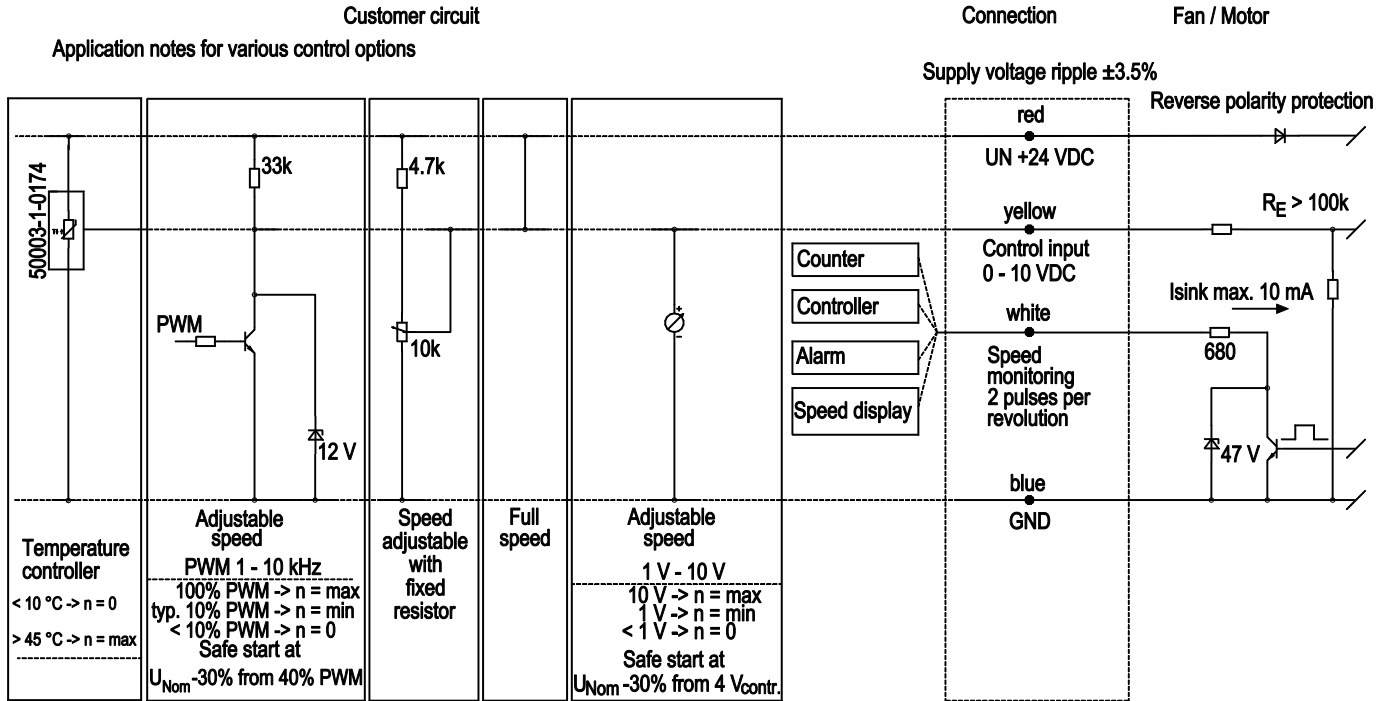 Customer circuit
Connection
Fan / Motor
Application notes for various control options
Supply voltage ripple ±3.5%
Reverse polarity protection
red
UN +24 VDC
33k
4.7k
50003-1-0174
yellow
R_E > 100k
Control input
0 - 10 VDC
Counter
Controller
Alarm
Speed display
Isink max. 10 mA
white
PWM
10k
+
-
680
Speed
monitoring
2 pulses per
revolution
12 V
47 V
blue
GND
Temperature
controller
< 10 °C -> n = 0
> 45 °C -> n = max
Adjustable
speed
PWM 1 - 10 kHz
100% PWM -> n = max
typ. 10% PWM -> n = min
< 10% PWM -> n = 0
Safe start at
U_Nom -30% from 40% PWM
Speed
adjustable
with
fixed
resistor
Full
speed
Adjustable
speed
1 V - 10 V
10 V -> n = max
1 V -> n = min
< 1 V -> n = 0
Safe start at
U_Nom -30% from 4 V_contr.